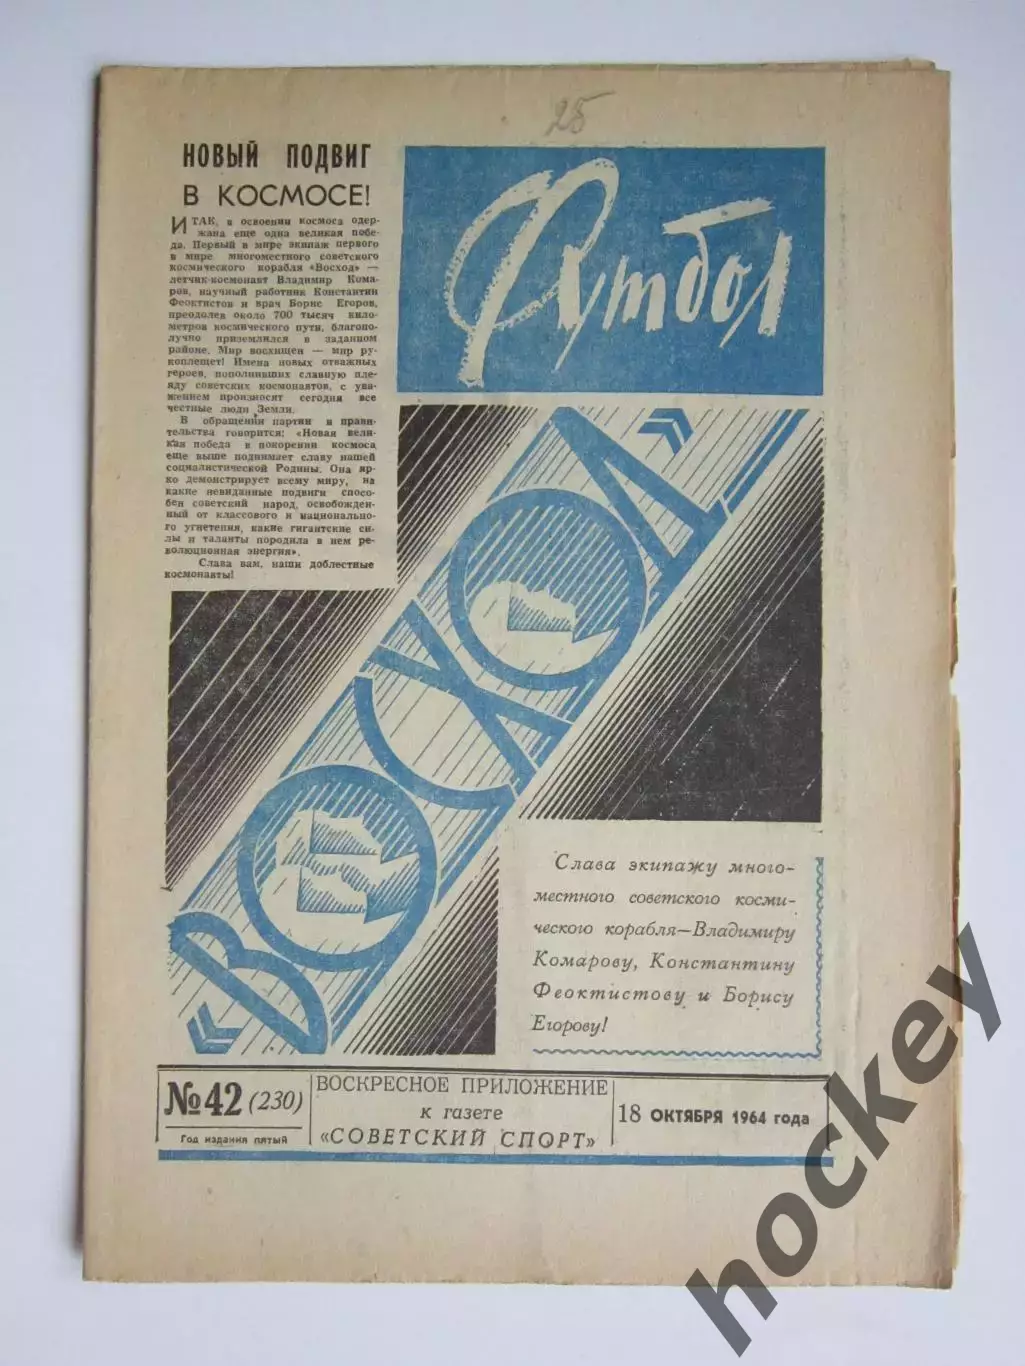 25
НОВЫЙ ПОДВИГ
В КОСМОСЕ!
ИТАК, в освоении космоса одер-
жана еще одна великая побе-
да. Первый в мире экипаж первого
в мире многоместного советского
космического корабля «Восход» —
летчик-космонавт Владимир Кома-
ров, научный работник Константин
Феоктистов и врач Борис Егоров,
преодолев около 700 тысяч кило-
метров космического пути, благопо-
лучно приземлился в заданном
районе. Мир восхищен — мир ру-
коплещет! Имена новых отважных
героев, пополнивших славную пле-
яду советских космонавтов, с ува-
жением произносят сегодня все
честные люди Земли.
В обращении партии и прави-
тельства говорится: «Новая вели-
кая победа в покорении космоса
еще выше поднимает славу нашей
социалистической Родины. Она яр-
ко демонстрирует всему миру, на
какие невиданные подвиги спосо-
бен советский народ, освобожден-
ный от классового и национально-
го угнетения, какие гигантские си-
лы и таланты породила в нем ре-
волюционная энергия».
Слава вам, наши доблестные
космонавты!
Футбол
«ВОСХОД»
Слава экипажу много-
местного советского косми-
ческого корабля—Владимиру
Комарову, Константину
Феоктистову и Борису
Егорову!
№ 42 (230)
Год издания пятый
ВОСКРЕСНОЕ ПРИЛОЖЕНИЕ
к газете
«СОВЕТСКИЙ СПОРТ»
18 ОКТЯБРЯ 1964 года
hockey